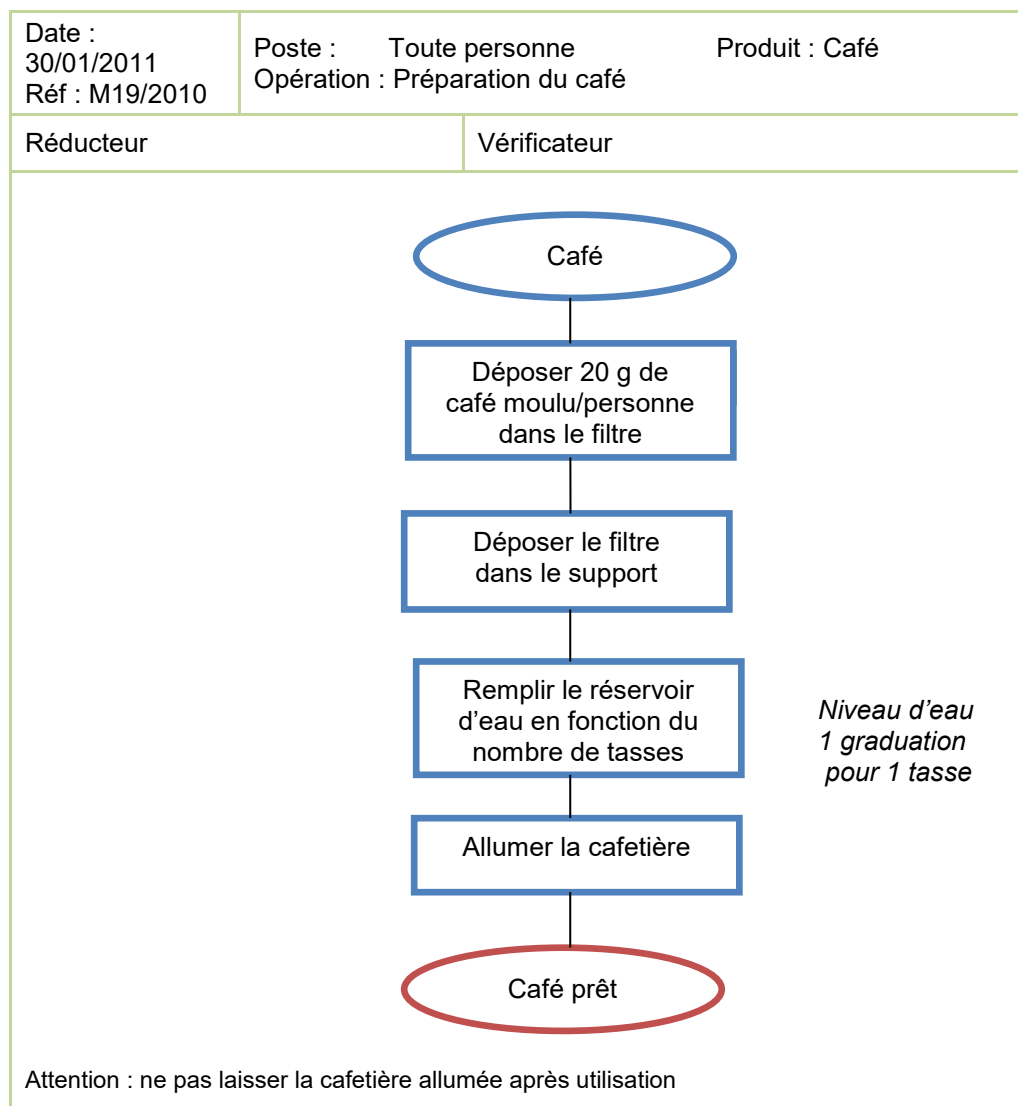 Date :
30/01/2011
Réf : M19/2010
Poste : Toute personne Produit : Café
Opération : Préparation du café
Réducteur
Vérificateur
Café
Déposer 20 g de
café moulu/personne
dans le filtre
Déposer le filtre
dans le support
Remplir le réservoir
d’eau en fonction du
nombre de tasses
Niveau d’eau
1 graduation
pour 1 tasse
Allumer la cafetière
Café prêt
Attention : ne pas laisser la cafetière allumée après utilisation